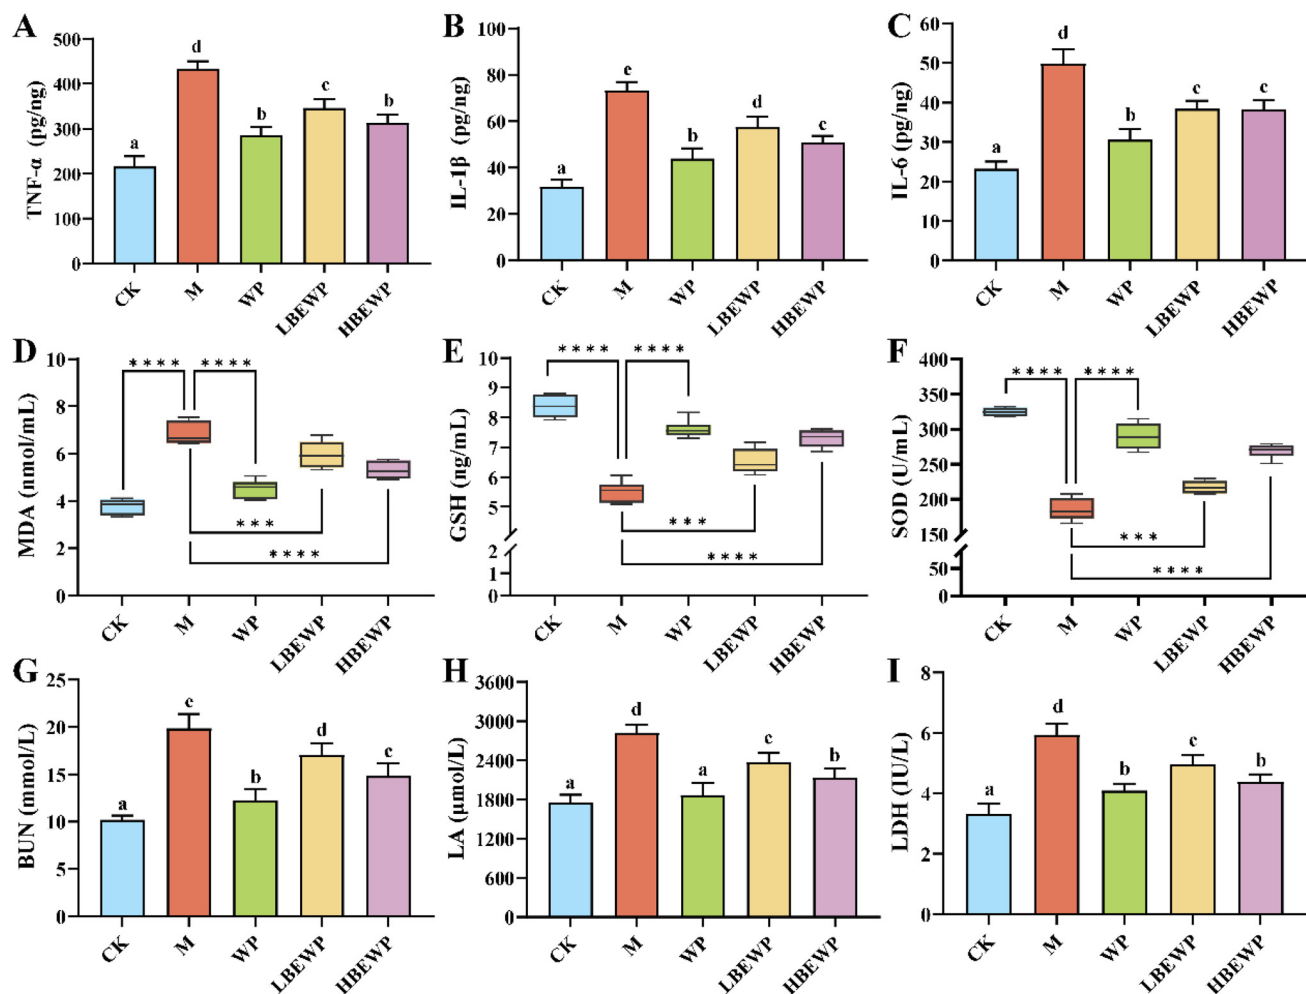 A
TNF-α (pg/ng)
500
400
300
200
100
0
a
d
b
c
b
CK
M
WP
LBEWP
HBEWP
B
IL-1β (pg/ng)
100
80
60
40
20
0
a
e
b
d
c
CK
M
WP
LBEWP
HBEWP
C
IL-6 (pg/ng)
60
50
40
30
20
10
0
a
d
b
c
c
CK
M
WP
LBEWP
HBEWP
D
MDA (nmol/mL)
10
8
6
4
2
0
****
****
***
****
CK
M
WP
LBEWP
HBEWP
E
GSH (ng/mL)
10
9
8
7
6
5
2
1
0
****
****
***
****
CK
M
WP
LBEWP
HBEWP
F
SOD (U/mL)
400
350
300
250
200
150
50
0
****
****
***
****
CK
M
WP
LBEWP
HBEWP
G
BUN (mmol/L)
25
20
15
10
5
0
a
e
b
d
c
CK
M
WP
LBEWP
HBEWP
H
LA (μmol/L)
3600
3000
2400
1800
1200
600
0
a
d
a
c
b
CK
M
WP
LBEWP
HBEWP
I
LDH (IU/L)
8
6
4
2
0
a
d
b
c
b
CK
M
WP
LBEWP
HBEWP